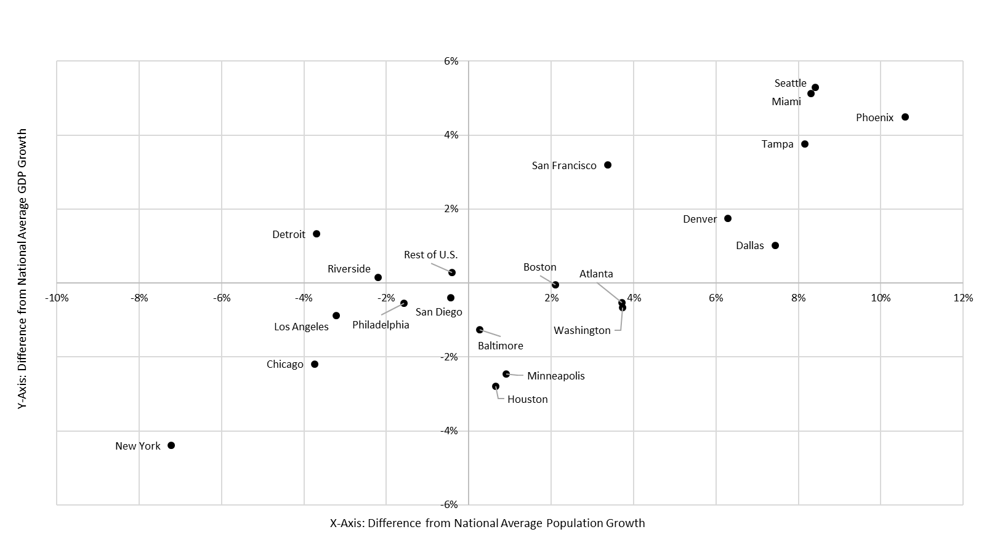 6%
Seattle
Miami
Phoenix
4%
Tampa
San Francisco
2%
Denver
Detroit
Dallas
Rest of U.S.
Riverside
Boston
Atlanta
-10%
-8%
-6%
-4%
-2%
2%
4%
6%
8%
10%
12%
San Diego
Philadelphia
Los Angeles
Washington
Baltimore
-2%
Chicago
Minneapolis
Houston
-4%
New York
-6%
Y-Axis: Difference from National Average GDP Growth
X-Axis: Difference from National Average Population Growth